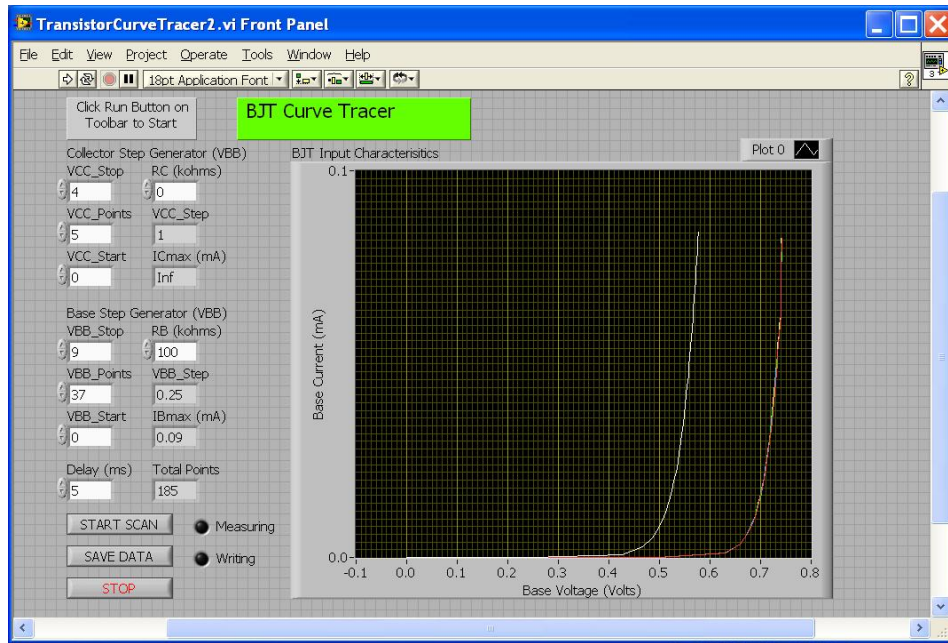 TransistorCurveTracer2.vi Front Panel
File Edit View Project Operate Tools Window Help
18pt Application Font
?
3
Click Run Button on
Toolbar to Start
BJT Curve Tracer
Collector Step Generator (VBB)
VCC_Stop RC (kohms)
4 0
VCC_Points VCC_Step
5 1
VCC_Start ICmax (mA)
0 Inf
Base Step Generator (VBB)
VBB_Stop RB (kohms)
9 100
VBB_Points VBB_Step
37 0.25
VBB_Start IBmax (mA)
0 0.09
Delay (ms) Total Points
5 185
START SCAN Measuring
SAVE DATA Writing
STOP
BJT Input Characterisitics
Plot 0
0.1
Base Current (mA)
0.0
-0.1 0.0 0.1 0.2 0.3 0.4 0.5 0.6 0.7 0.8
Base Voltage (Volts)